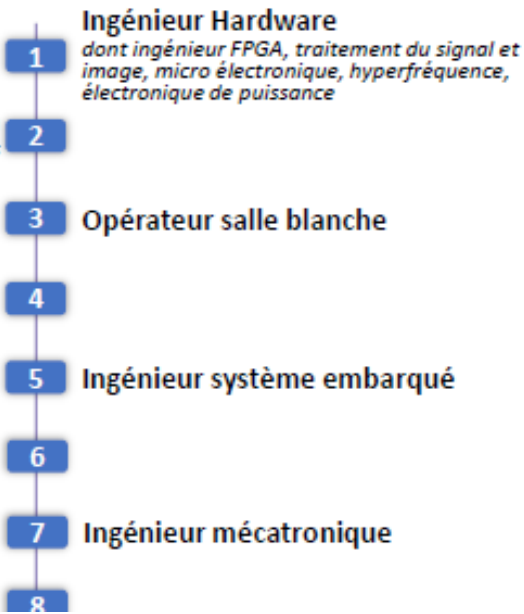 Ingénieur Hardware
1 dont ingénieur FPGA, traitement du signal et
image, micro électronique, hyperfréquence,
électronique de puissance
2
3 Opérateur salle blanche
4
5 Ingénieur système embarqué
6
7 Ingénieur mécatronique
8